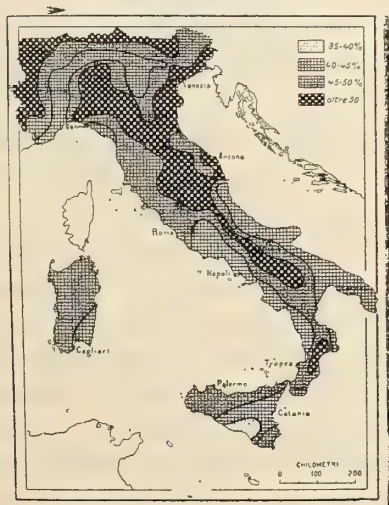 35-40%
40-45%
45-50%
oltre 50
Venezia
Genova
Ancona
Roma
Napoli
Cagliari
Tropea
Palermo
Catania
CHILOMETRI
0 100 200